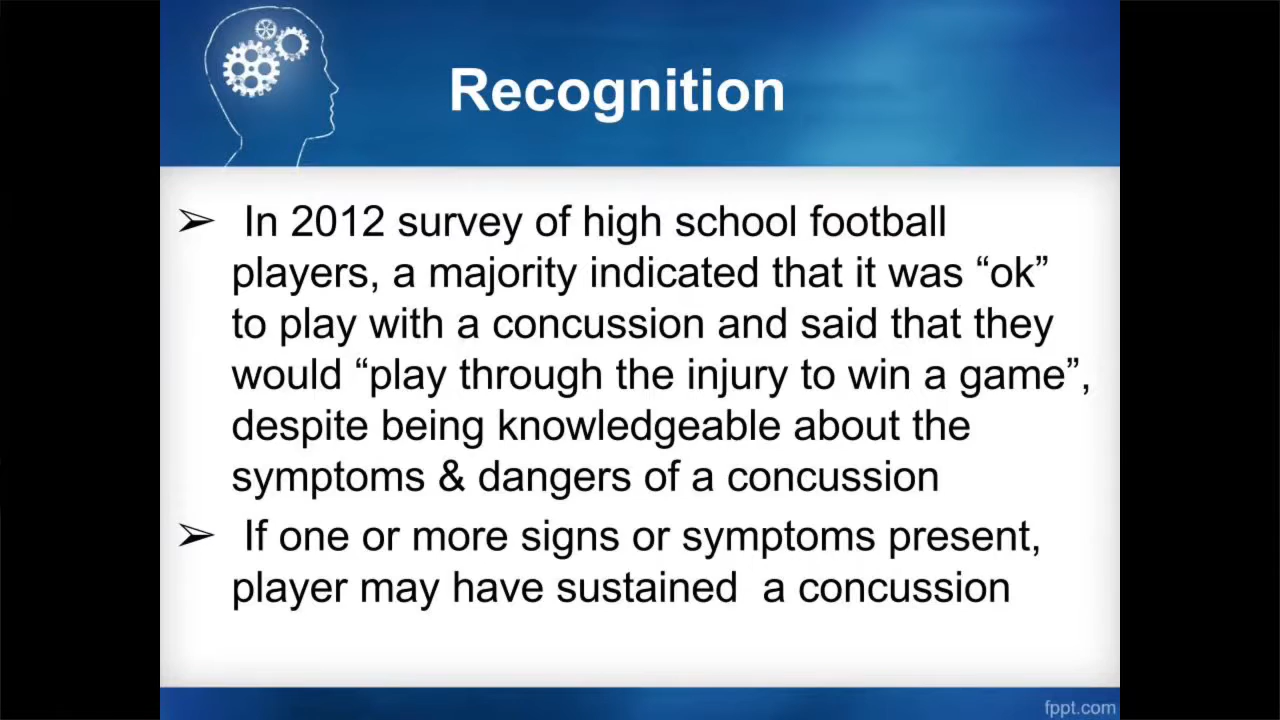 Recognition
➢ In 2012 survey of high school football
players, a majority indicated that it was “ok”
to play with a concussion and said that they
would “play through the injury to win a game”,
despite being knowledgeable about the
symptoms & dangers of a concussion
➢ If one or more signs or symptoms present,
player may have sustained  a concussion
fppt.com